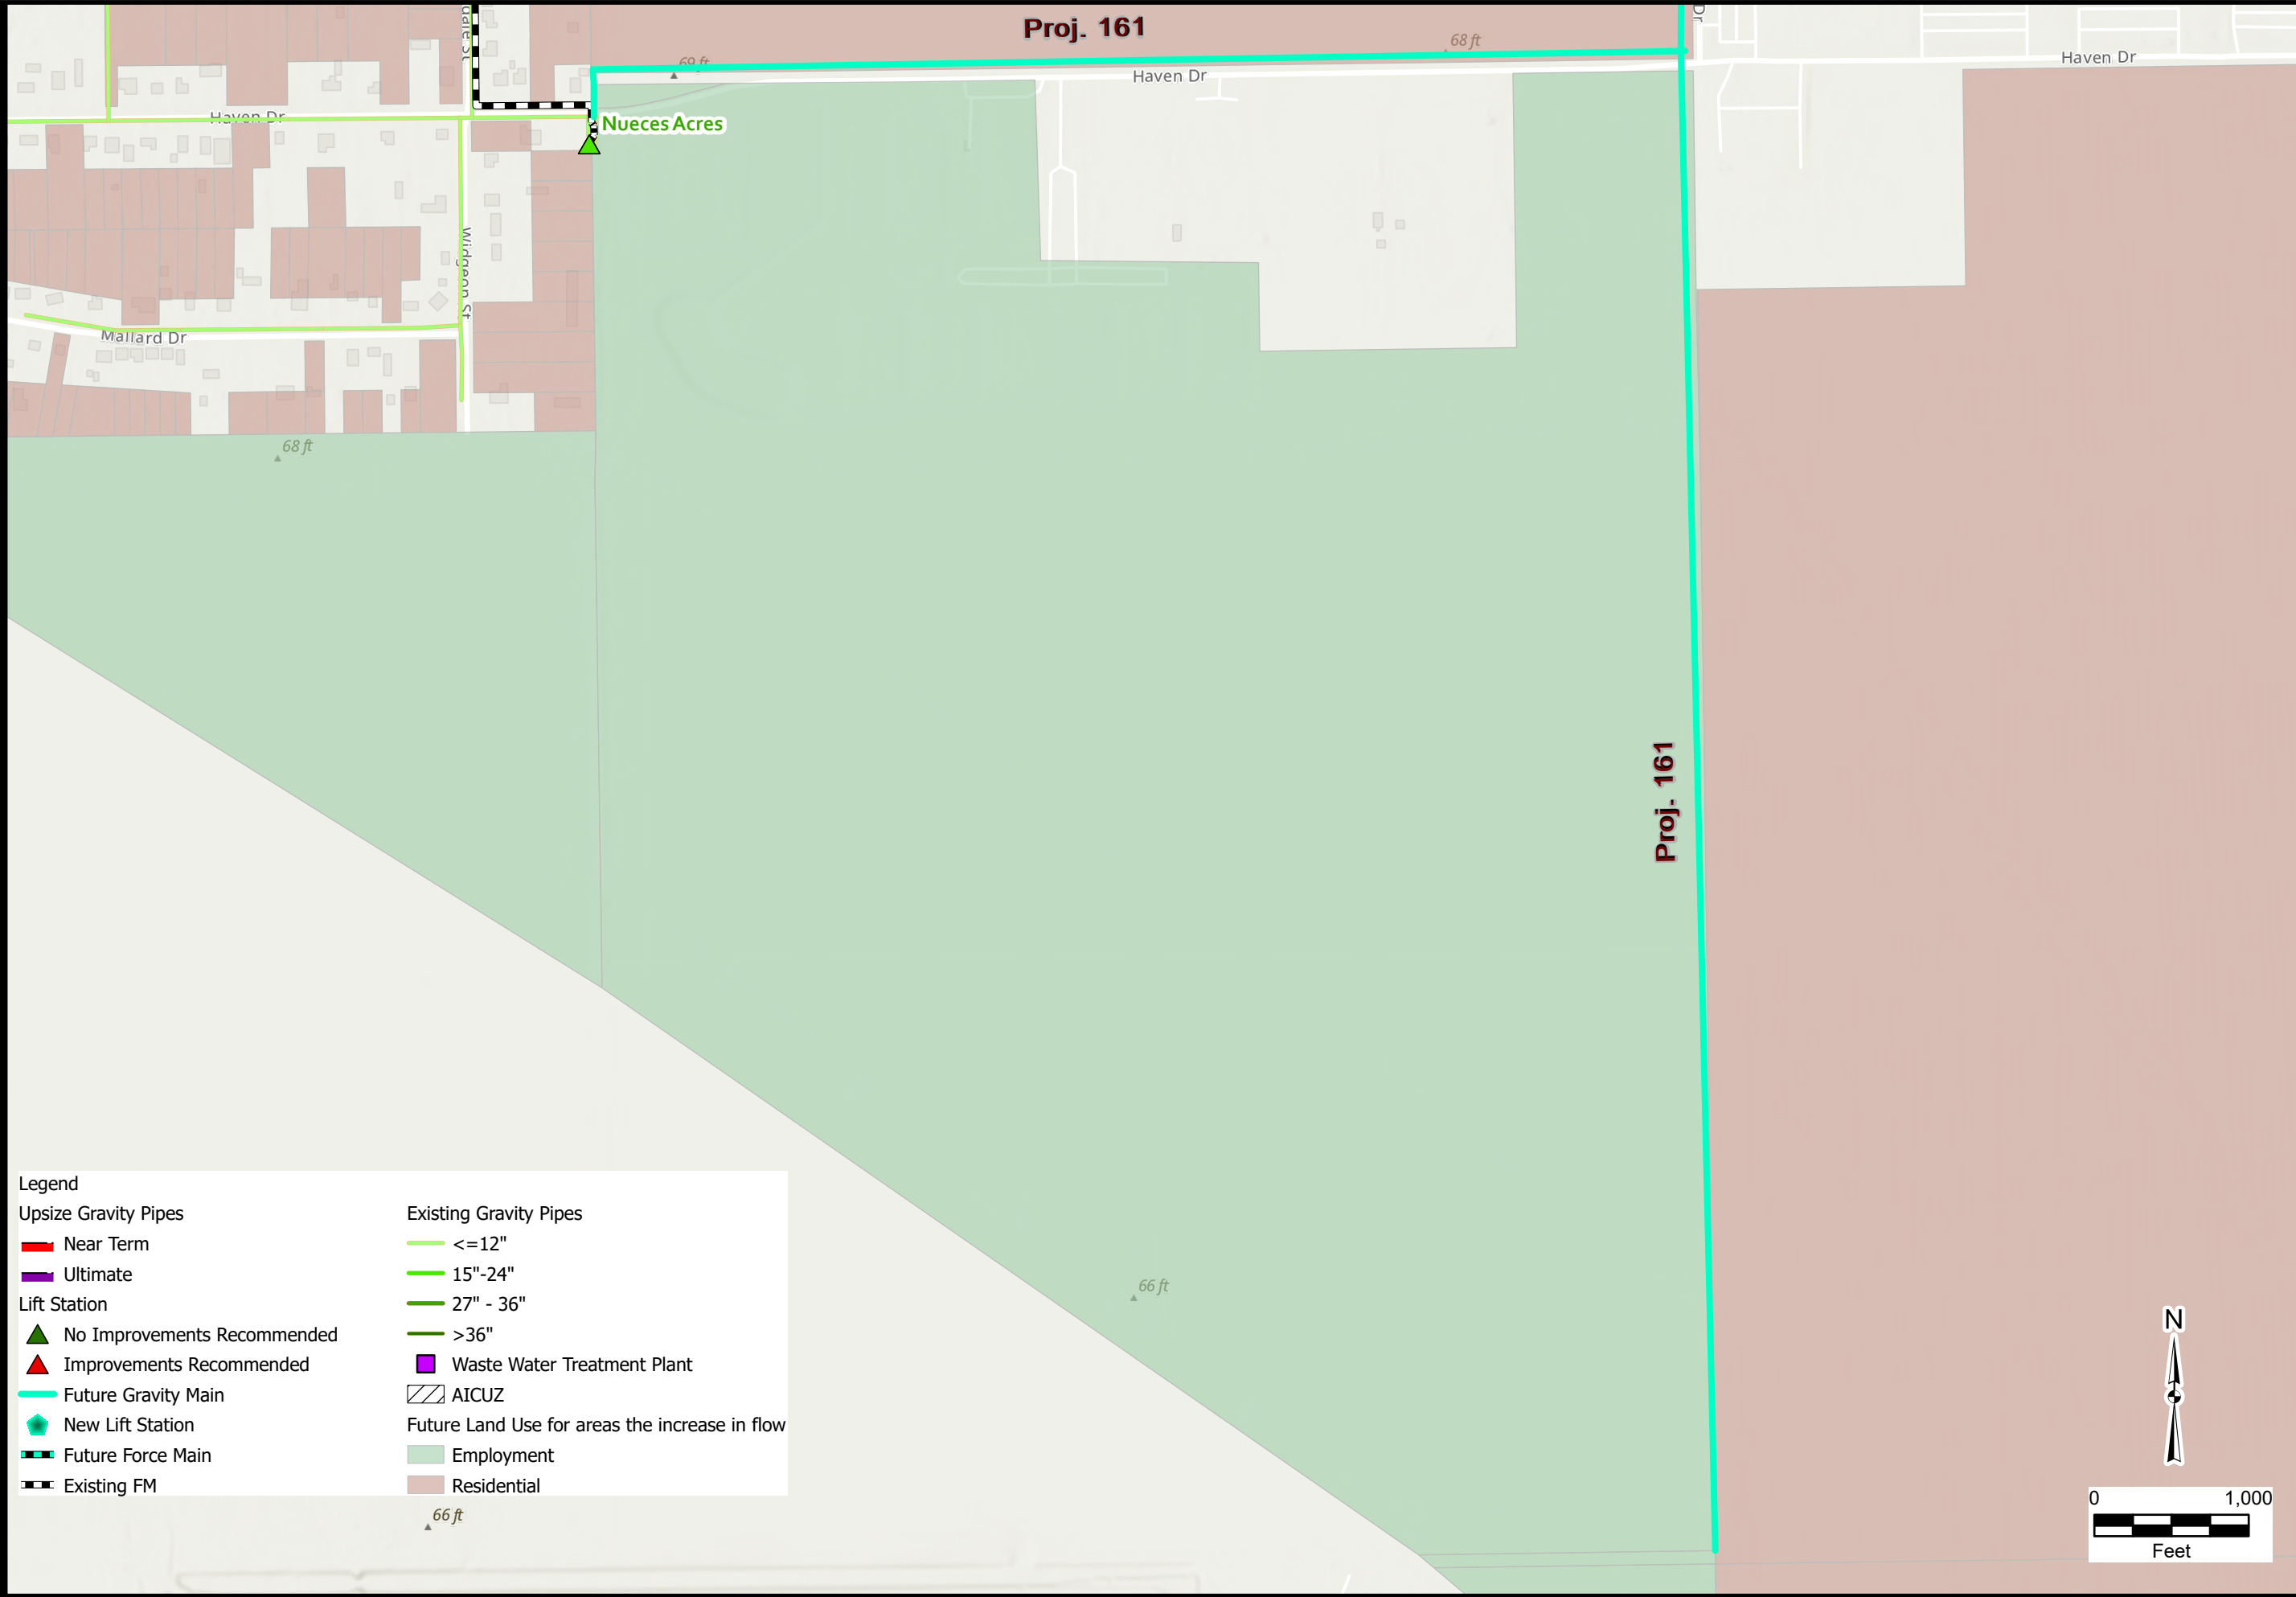 Proj. 161
69 ft
68 ft
Haven Dr
Haven Dr
Dr
Haven Dr
Nueces Acres
Widgeon St
Mallard Dr
68 ft
Proj. 161
66 ft
66 ft
Legend
Upsize Gravity Pipes
Near Term
Ultimate
Lift Station
No Improvements Recommended
Improvements Recommended
Future Gravity Main
New Lift Station
Future Force Main
Existing FM
Existing Gravity Pipes
<=12"
15"-24"
27" - 36"
>36"
Waste Water Treatment Plant
AICUZ
Future Land Use for areas the increase in flow
Employment
Residential
N
0 1,000
Feet